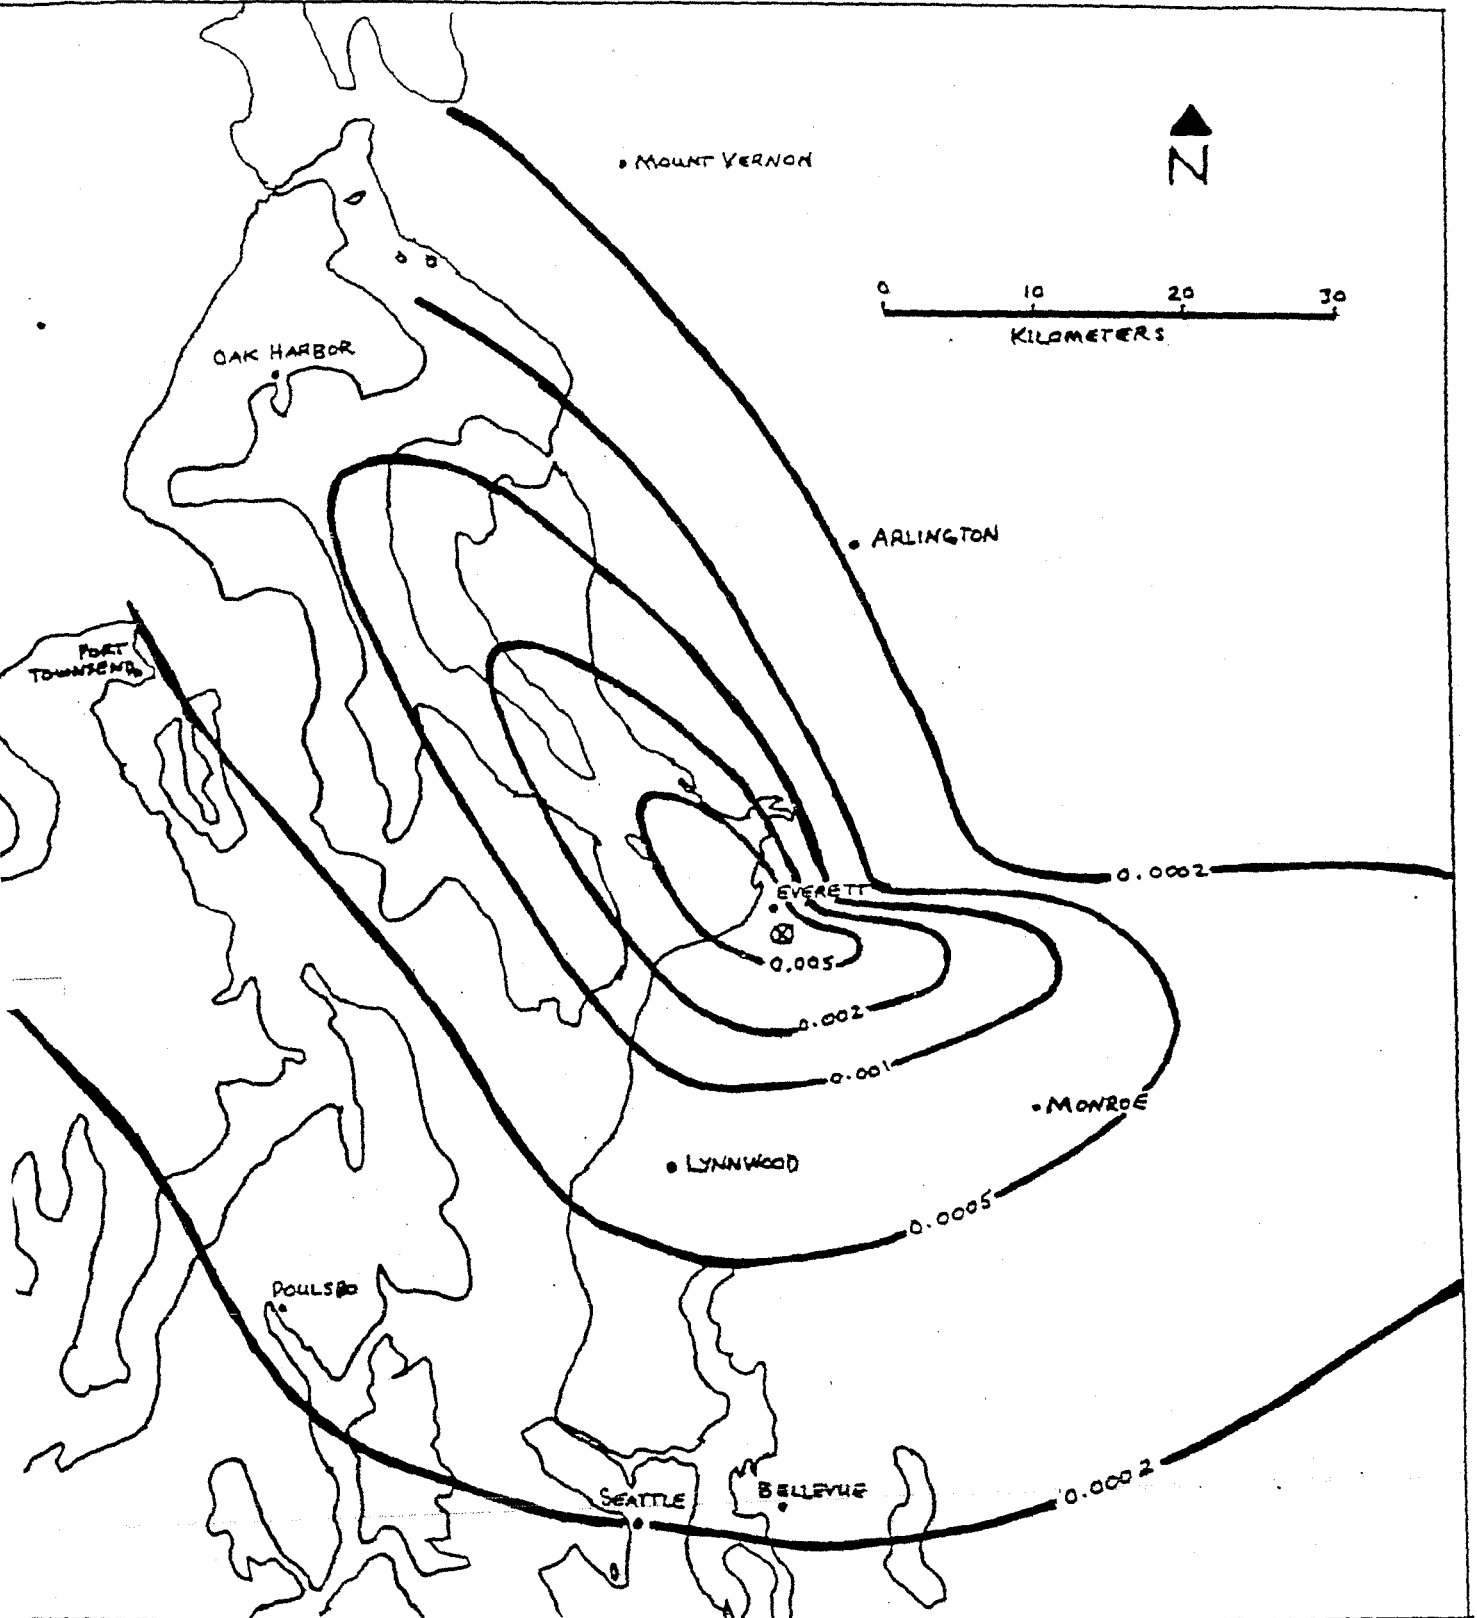 MOUNT VERNON
N
0 10 20 30
KILOMETERS
OAK HARBOR
ARLINGTON
PORT
TOWNSEND
0.0002
EVERETT
0.005
0.002
0.001
MONROE
LYNNWOOD
0.0005
POULSBO
SEATTLE
BELLEVUE
0.0002